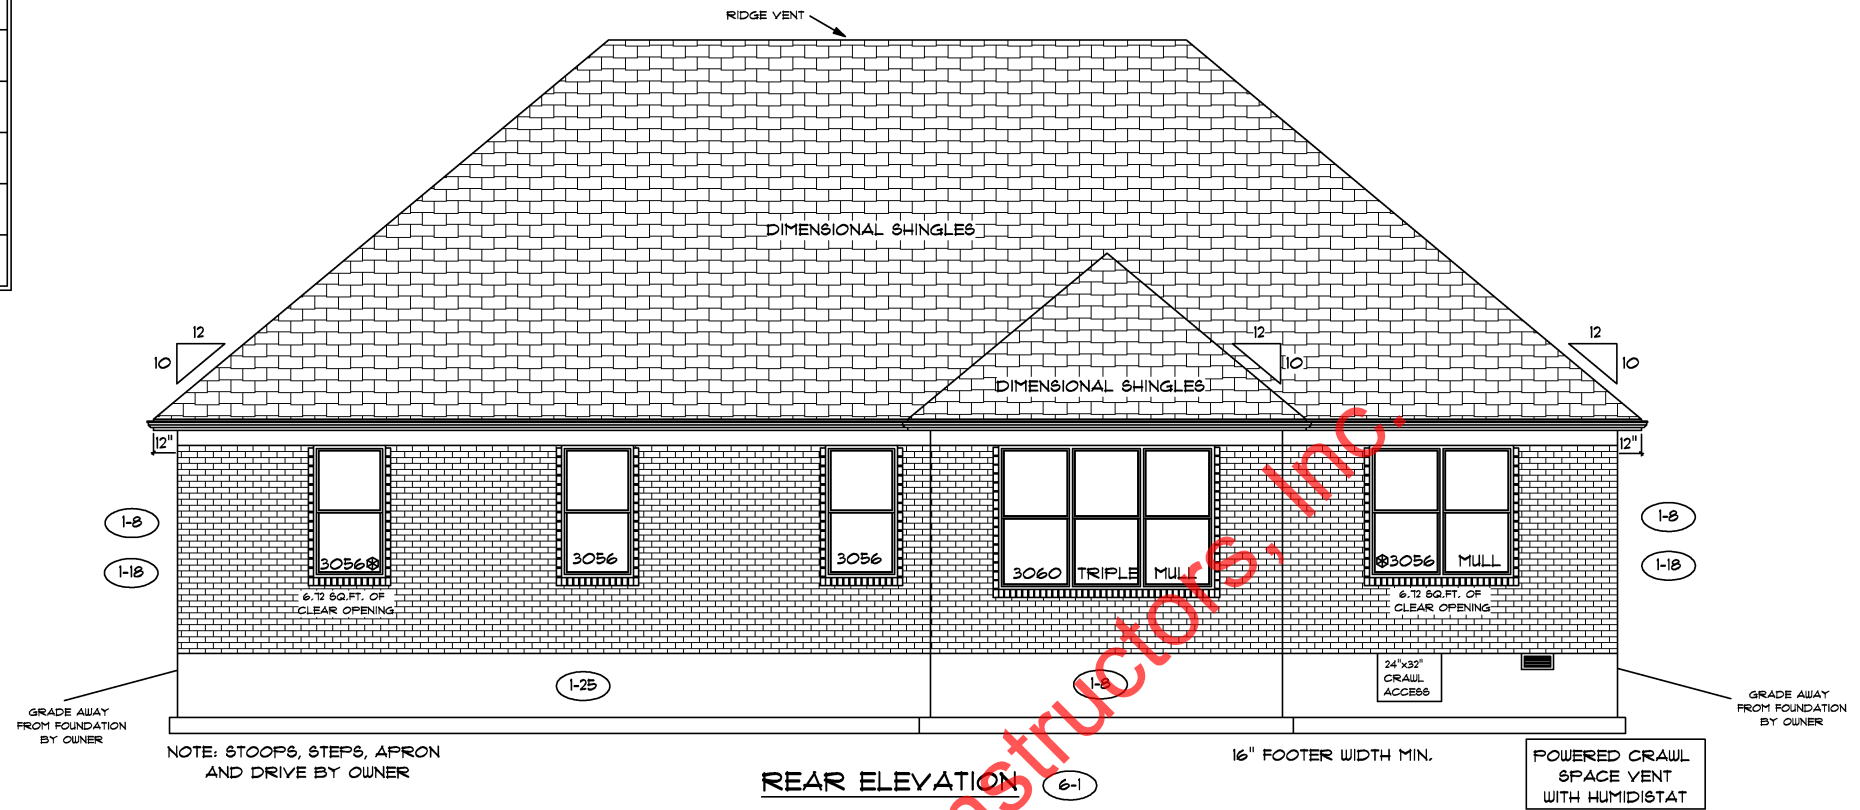 RIDGE VENT
DIMENSIONAL SHINGLES
12
10
12
10
12
10
DIMENSIONAL SHINGLES
12"
12"
1-8
1-18
3056
6.72 SQ.FT. OF
CLEAR OPENING
3056
3056
3060 TRIPLE MULL
3056 MULL
6.72 SQ.FT. OF
CLEAR OPENING
1-8
1-18
1-25
1-8
24"x32"
CRAWL
ACCESS
GRADE AWAY
FROM FOUNDATION
BY OWNER
GRADE AWAY
FROM FOUNDATION
BY OWNER
NOTE: STOOPS, STEPS, APRON
AND DRIVE BY OWNER
REAR ELEVATION 6-1
16" FOOTER WIDTH MIN.
POWERED CRAWL
SPACE VENT
WITH HUMIDISTAT
nstructors, Inc.